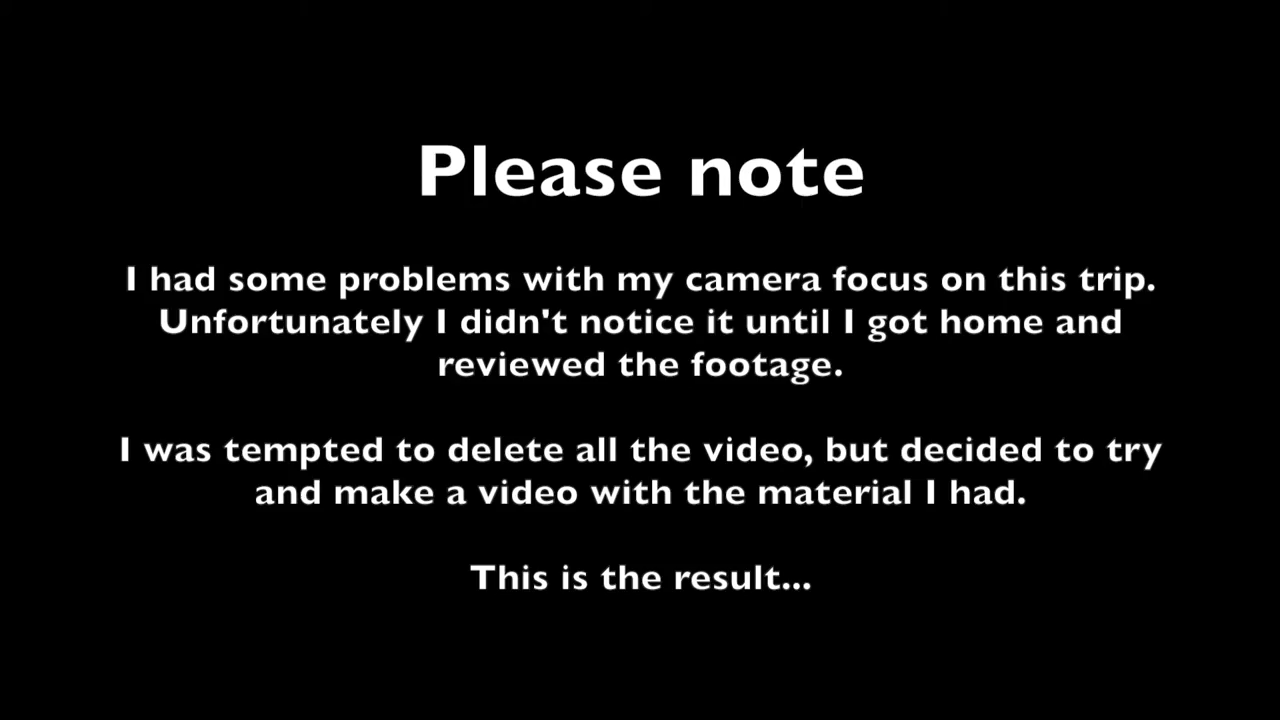 Please note
I had some problems with my camera focus on this trip.
Unfortunately I didn't notice it until I got home and
reviewed the footage.
I was tempted to delete all the video, but decided to try
and make a video with the material I had.
This is the result...